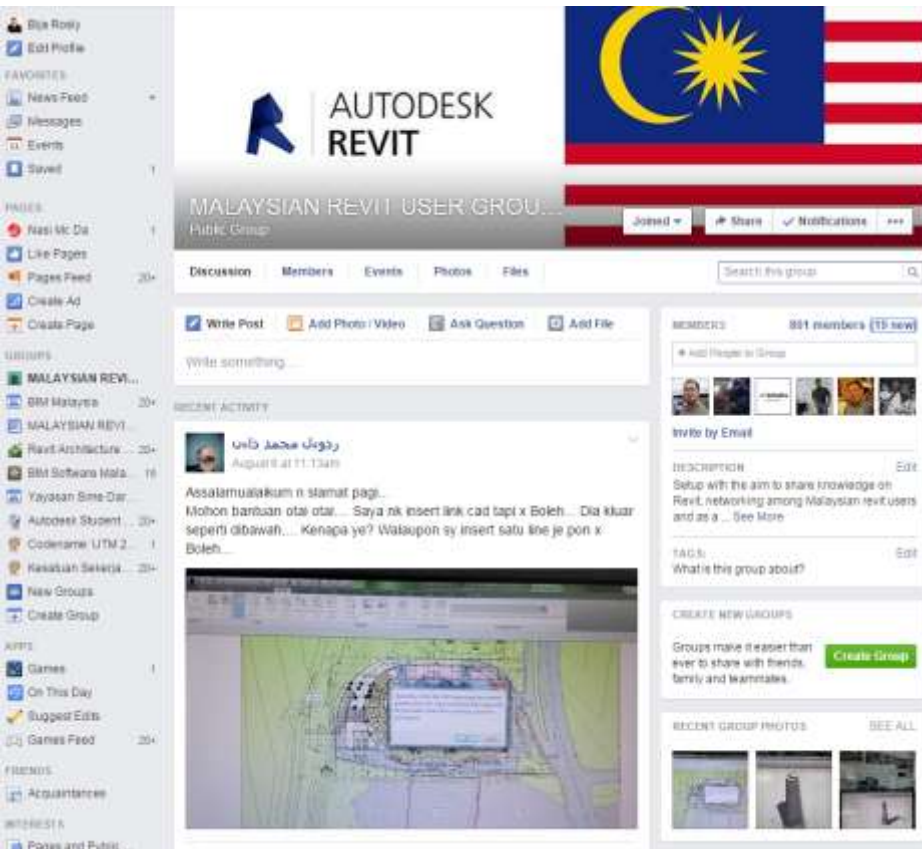 Edit Profile
FAVORITES
News Feed
Messages
Events
Saved 1
PAGES
Nasi Mc Da 1
Like Pages
Pages Feed 20+
Create Ad
Create Page
GROUPS
MALAYSIAN REVI...
BIM Malaysia 20+
MALAYSIAN REVI...
Revit Architecture ... 20+
BIM Software Mala...
Yayasan Sime Dar...
Autodesk Student ... 20+
Codename: UTM 2... 1
Kesatuan Sekerja ... 20+
New Groups
Create Group
APPS
Games 1
On This Day
Suggest Edits
Games Feed 20+
FRIENDS
Acquaintances
INTERESTS
Pages and Public ...
AUTODESK
REVIT
MALAYSIAN REVIT USER GROU...
Public Group
Joined
Share
Notifications
Discussion
Members
Events
Photos
Files
Search this group
Write Post
Add Photo / Video
Ask Question
Add File
Write something...
RECENT ACTIVITY
August 6 at 11:13am
Assalamualaikum n slamat pagi...
Mohon bantuan otai otai.... Saya nk insert link cad tapi x Boleh... Dia kluar
seperti dibawah.... Kenapa ye? Walaupon sy insert satu line je pon x
Boleh...
MEMBERS 801 members (15 new)
+ Add People to Group
Invite by Email
DESCRIPTION Edit
Setup with the aim to share knowledge on
Revit, networking among Malaysian revit users
and as a ... See More
TAGS Edit
What is this group about?
CREATE NEW GROUPS
Groups make it easier than
ever to share with friends,
family and teammates.
Create Group
RECENT GROUP PHOTOS SEE ALL